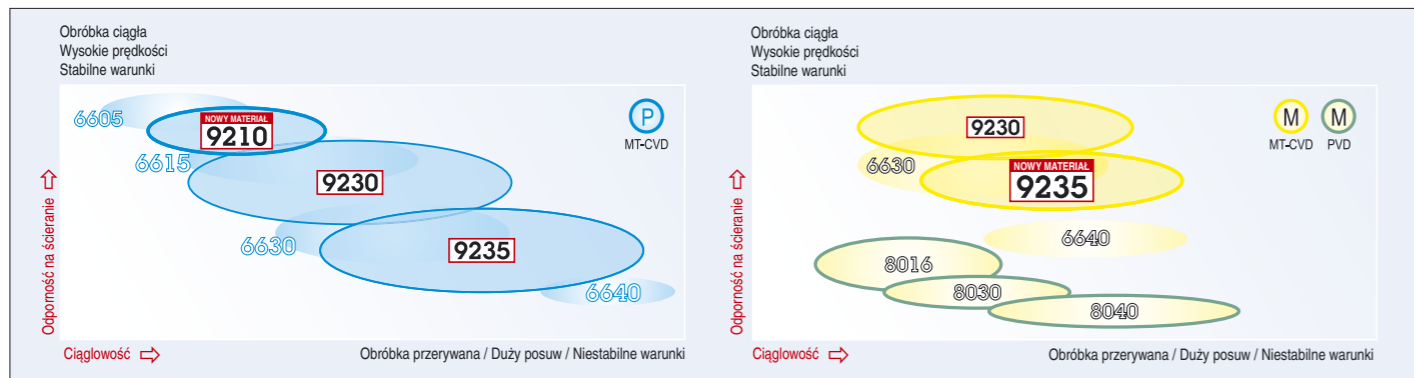 Obróbka ciągła
Wysokie prędkości
Stabilne warunki
6605
NOWY MATERIAŁ
9210
P
MT-CVD
6615
9230
6630
9235
6640
Odporność na ścieranie
Ciąglowość
Obróbka przerywana / Duży posuw / Niestabilne warunki
Obróbka ciągła
Wysokie prędkości
Stabilne warunki
9230
M
M
MT-CVD
PVD
6630
NOWY MATERIAŁ
9235
6640
8016
8030
8040
Odporność na ścieranie
Ciąglowość
Obróbka przerywana / Duży posuw / Niestabilne warunki